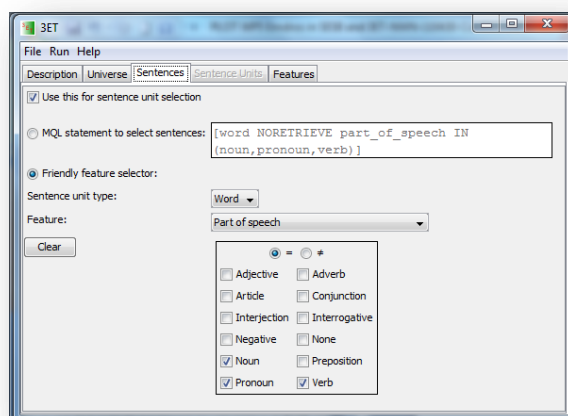 3ET
File Run Help
Description Universe Sentences Sentence Units Features
Use this for sentence unit selection
MQL statement to select sentences: [word NORETRIEVE part_of_speech IN
(noun,pronoun,verb)]
Friendly feature selector:
Sentence unit type: Word
Feature: Part of speech
Clear
= ≠
Adjective Adverb
Article Conjunction
Interjection Interrogative
Negative None
Noun Preposition
Pronoun Verb